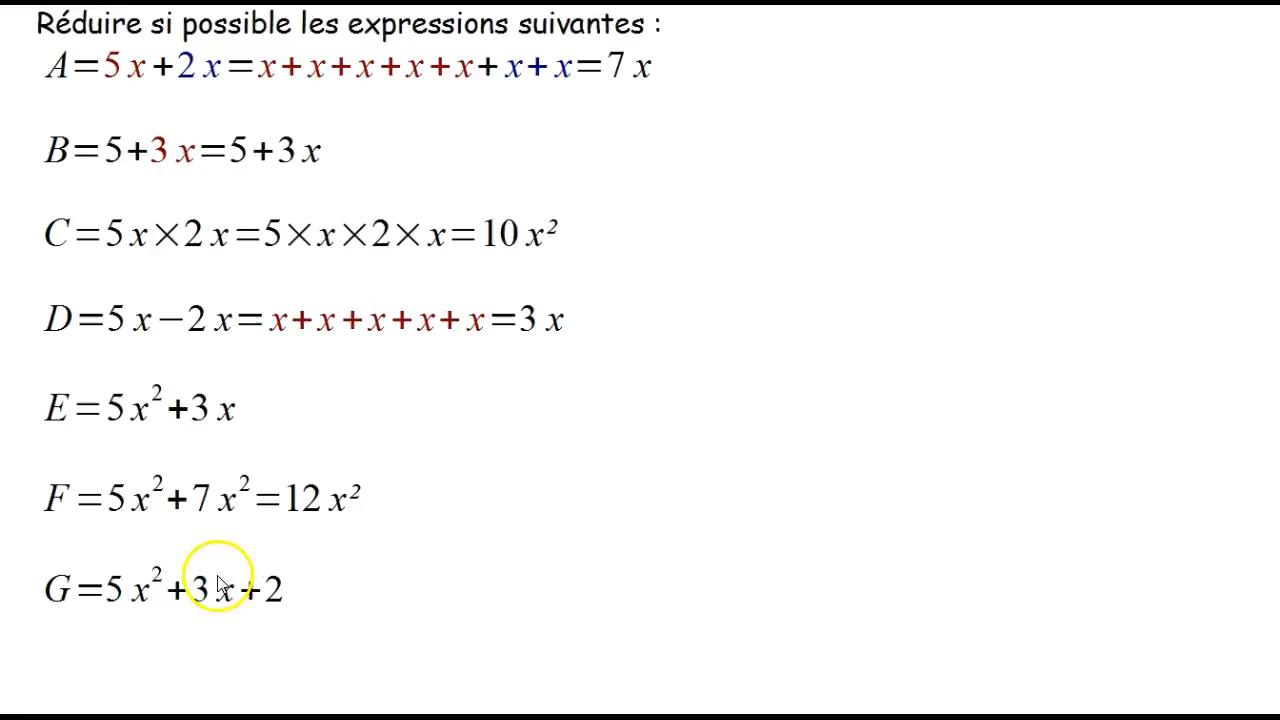 Réduire si possible les expressions suivantes :
A=5x+2x=x+x+x+x+x+x+x=7x
B=5+3x=5+3x
C=5x×2x=5×x×2×x=10x²
D=5x−2x=x+x+x+x+x=3x
E=5x²+3x
F=5x²+7x²=12x²
G=5x²+3x+2